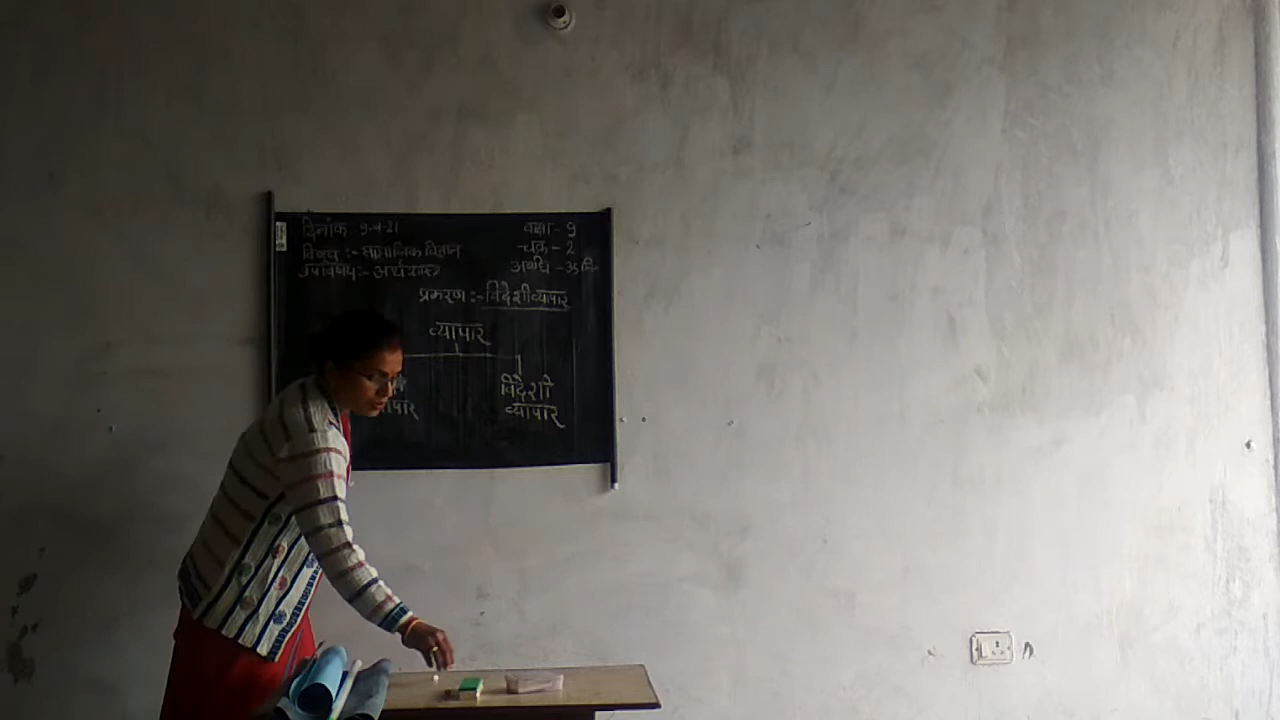 दिनांक 9-4-21
कक्षा - 9
विषय :- सामाजिक विज्ञान
चक्र - 2
उपविषय :- अर्थशास्त्र
अवधि - 35 मि
प्रकरण :- विदेशी व्यापार
व्यापार
विदेशी
व्यापार